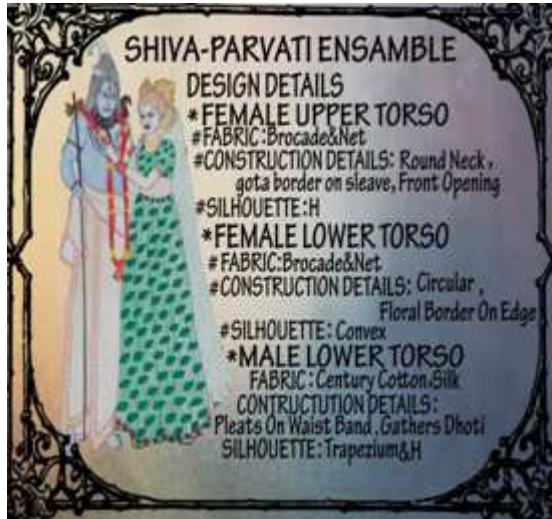 SHIVA-PARVATI ENSAMBLE
DESIGN DETAILS
*FEMALE UPPER TORSO
#FABRIC:Brocade&Net
#CONSTRUCTION DETAILS: Round Neck,
gota border on sleave, Front Opening
#SILHOUETTE:H
*FEMALE LOWER TORSO
#FABRIC:Brocade&Net
#CONSTRUCTION DETAILS: Circular,
Floral Border On Edge
#SILHOUETTE: Convex
*MALE LOWER TORSO
FABRIC: Century Cotton,Silk
CONTRUCTUTION DETAILS:
Pleats On Waist Band, Gathers Dhoti
SILHOUETTE: Trapezium&H